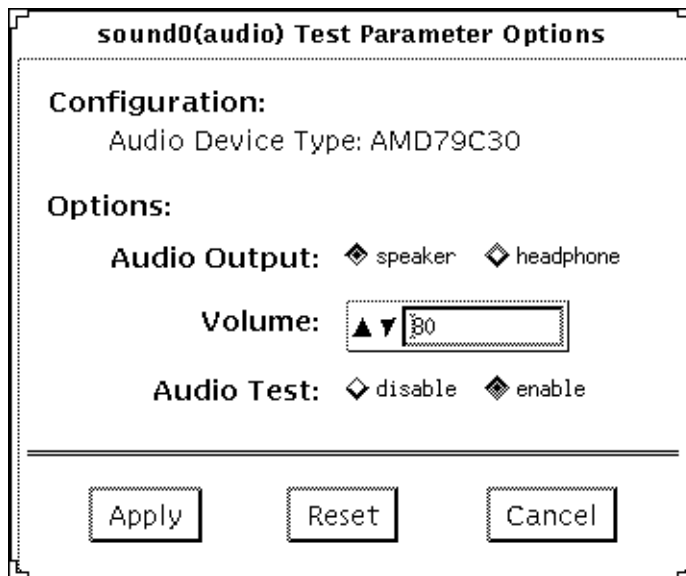 sound0(audio) Test Parameter Options
Configuration:
Audio Device Type: AMD79C30
Options:
Audio Output: speaker headphone
Volume: 80
Audio Test: disable enable
Apply Reset Cancel